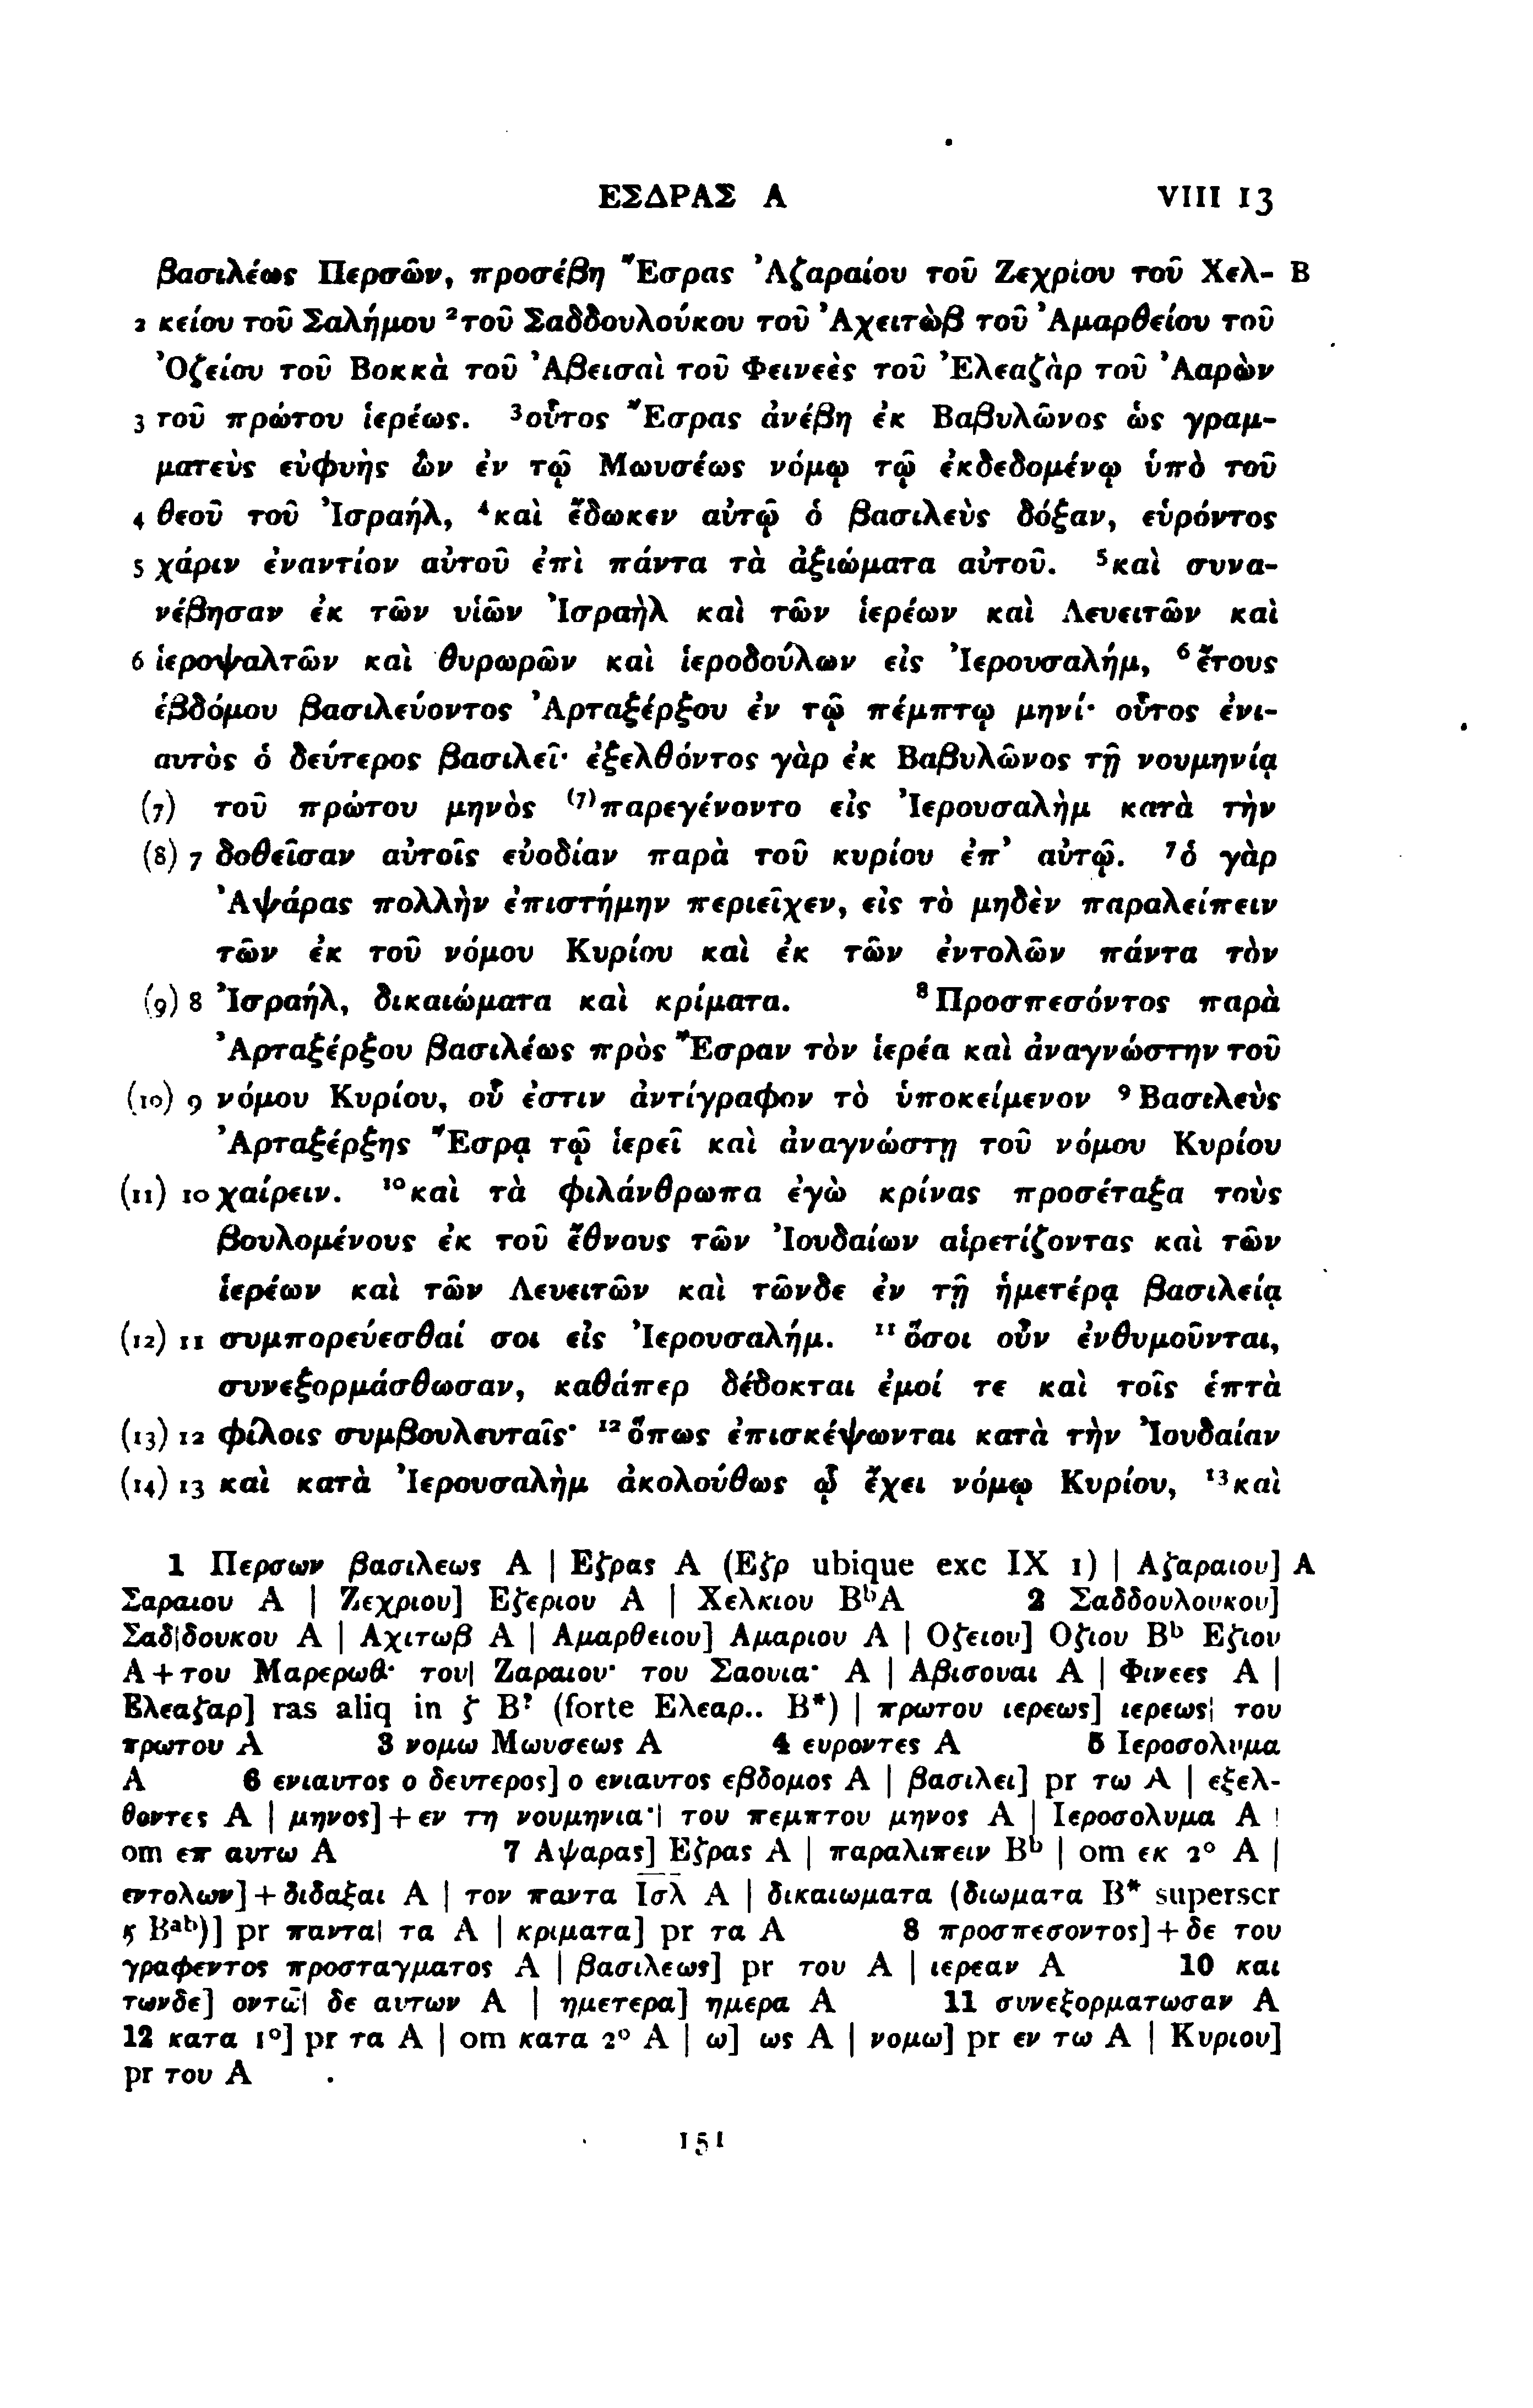 ΕΣΔΡΑΣ Α VIII 13
βασιλέως Περσῶν, προσέβη Ἔσρας Ἀζαραίου τοῦ Ζεχρίου τοῦ Χελ- B
2 κείου τοῦ Σαλήμου ²τοῦ Σαδδουλούκου τοῦ Ἀχειτὼβ τοῦ Ἀμαρθείου τοῦ
Ὀζείου τοῦ Βοκκὰ τοῦ Ἀβεισαὶ τοῦ Φεινεὲς τοῦ Ἐλεαζὰρ τοῦ Ἀαρὼν
3 τοῦ πρώτου ἱερέως. ³οὗτος Ἔσρας ἀνέβη ἐκ Βαβυλῶνος ὡς γραμ-
ματεὺς εὐφυὴς ὢν ἐν τῷ Μωυσέως νόμῳ τῷ ἐκδεδομένῳ ὑπὸ τοῦ
4 θεοῦ τοῦ Ἰσραήλ, ⁴καὶ ἔδωκεν αὐτῷ ὁ βασιλεὺς δόξαν, εὑρόντος
5 χάριν ἐναντίον αὐτοῦ ἐπὶ πάντα τὰ ἀξιώματα αὐτοῦ. ⁵καὶ συνα-
νέβησαν ἐκ τῶν υἱῶν Ἰσραὴλ καὶ τῶν ἱερέων καὶ Λευειτῶν καὶ
6 ἱεροψαλτῶν καὶ θυρωρῶν καὶ ἱεροδούλων εἰς Ἰερουσαλήμ, ⁶ἔτους
ἑβδόμου βασιλεύοντος Ἀρταξέρξου ἐν τῷ πέμπτῳ μηνί· οὗτος ἐνι-
αυτὸς ὁ δεύτερος βασιλεῖ· ἐξελθόντος γὰρ ἐκ Βαβυλῶνος τῇ νουμηνίᾳ
(7) τοῦ πρώτου μηνὸς ⁽⁷⁾παρεγένοντο εἰς Ἰερουσαλὴμ κατὰ τὴν
(8) 7 δοθεῖσαν αὐτοῖς εὐοδίαν παρὰ τοῦ κυρίου ἐπ' αὐτῷ. ⁷ὁ γὰρ
Ἀψάρας πολλὴν ἐπιστήμην περιεῖχεν, εἰς τὸ μηδὲν παραλείπειν
τῶν ἐκ τοῦ νόμου Κυρίου καὶ ἐκ τῶν ἐντολῶν πάντα τὸν
(9) 8 Ἰσραήλ, δικαιώματα καὶ κρίματα. ⁸Προσπεσόντος παρὰ
Ἀρταξέρξου βασιλέως πρὸς Ἔσραν τὸν ἱερέα καὶ ἀναγνώστην τοῦ
(10) 9 νόμου Κυρίου, οὗ ἐστιν ἀντίγραφον τὸ ὑποκείμενον ⁹Βασιλεὺς
Ἀρταξέρξης Ἔσρᾳ τῷ ἱερεῖ καὶ ἀναγνώστῃ τοῦ νόμου Κυρίου
(11) 10 χαίρειν. ¹⁰καὶ τὰ φιλάνθρωπα ἐγὼ κρίνας προσέταξα τοὺς
βουλομένους ἐκ τοῦ ἔθνους τῶν Ἰουδαίων αἱρετίζοντας καὶ τῶν
ἱερέων καὶ τῶν Λευειτῶν καὶ τῶνδε ἐν τῇ ἡμετέρᾳ βασιλείᾳ
(12) 11 συμπορεύεσθαί σοι εἰς Ἰερουσαλήμ. ¹¹ὅσοι οὖν ἐνθυμοῦνται,
συνεξορμάσθωσαν, καθάπερ δέδοκται ἐμοί τε καὶ τοῖς ἑπτὰ
(13) 12 φίλοις συμβουλευταῖς· ¹²ὅπως ἐπισκέψωνται κατὰ τὴν Ἰουδαίαν
(14) 13 καὶ κατὰ Ἰερουσαλὴμ ἀκολούθως ᾧ ἔχει νόμῳ Κυρίου, ¹³καὶ
1 Περσων βασιλεως A | Εζρας A (Εζρ ubique exc IX 1) | Αζαραιου] A
Σαραιου A | Ζεχριου] Εζεριου A | Χελκιου BᵇA 2 Σαδδουλουκου]
Σαδ|δουκου A | Αχιτωβ A | Αμαρθειου] Αμαριου A | Οζειου] Οζιου Bᵇ Εζιου
A + του Μαρερωθ· του| Ζαραιου· του Σαουια· A | Αβισουαι A | Φινεες A |
Ελεαζαρ] ras aliq in ζ B? (forte Ελεαρ.. B*) | πρωτου ιερεως] ιερεως| του
πρωτου A 3 νομω Μωυσεως A 4 ευροντες A 5 Ιεροσολυμα
A 6 ενιαυτος ο δευτερος] ο ενιαυτος εβδομος A | βασιλει] pr τω A | εξελ-
θοντες A | μηνος] + εν τη νουμηνια·| του πεμπτου μηνος A | Ιεροσολυμα A |
om επ αυτω A 7 Αψαρας] Εζρας A | παραλιπειν Bᵇ | om εκ 2° A |
εντολων] + διδαξαι A | τον παντα Ι̅σ̅λ̅ A | δικαιωματα (διωματα B* superscr
κ̣ Bᵃᵇ)] pr παντα| τα A | κριματα] pr τα A 8 προσπεσοντος] + δε του
γραφεντος προσταγματος A | βασιλεως] pr του A | ιερεαν A 10 και
τωνδε] οντω̅| δε αυτων A | ημετερα] ημερα A 11 συνεξορματωσαν A
12 κατα 1°] pr τα A | om κατα 2° A | ω] ως A | νομω] pr εν τω A | Κυριου]
pr του A
151